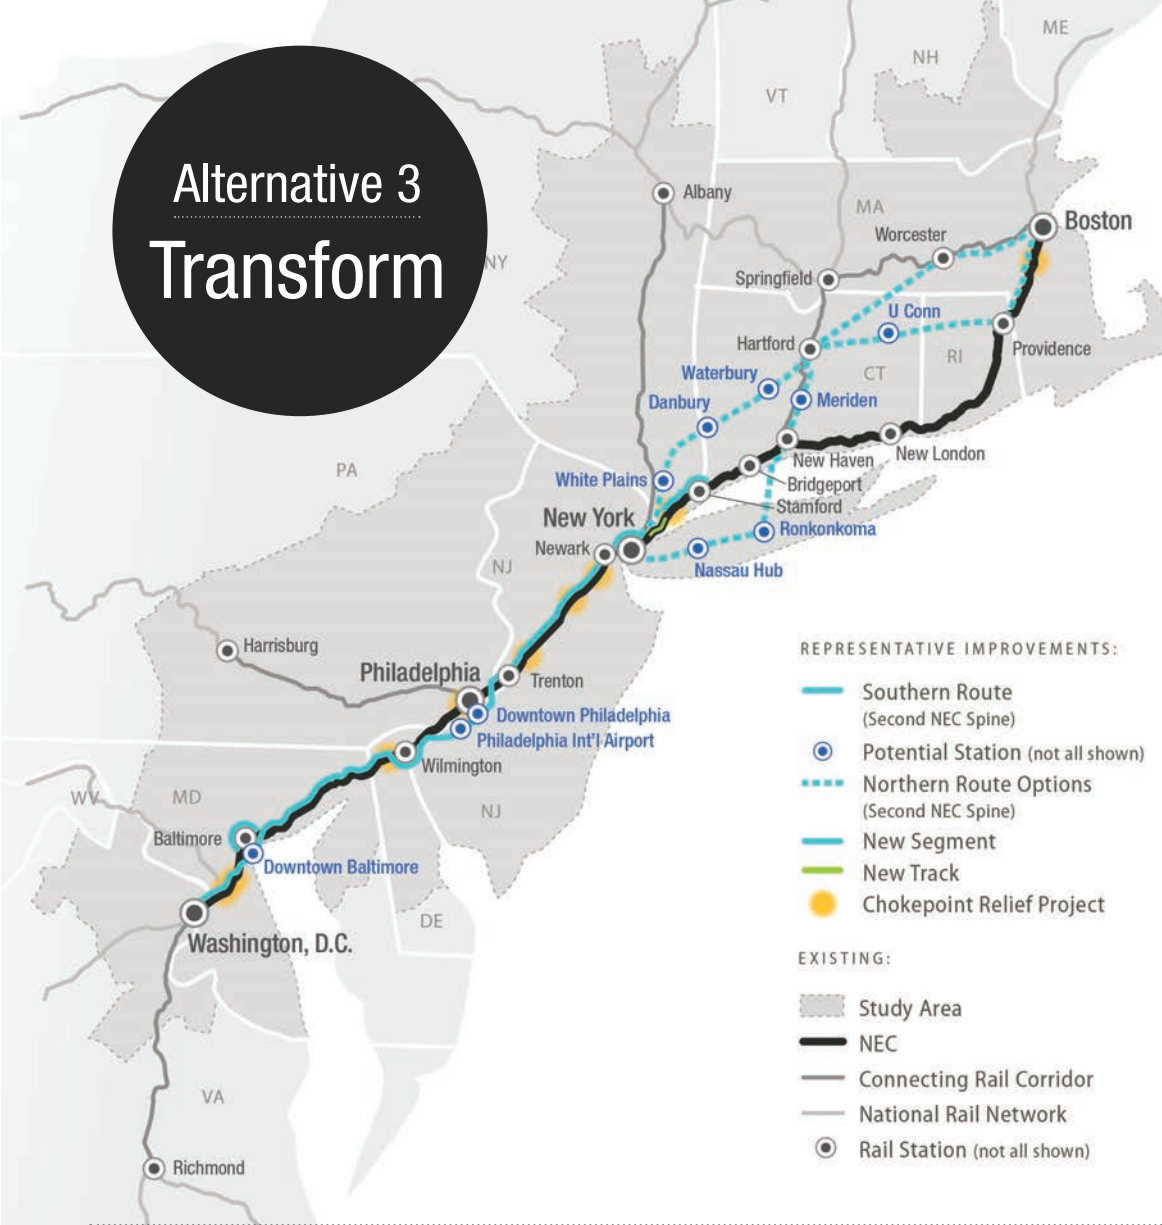 Alternative 3
Transform
ME
NH
VT
NY
Albany
MA
Worcester
Boston
Springfield
U Conn
Hartford
Providence
RI
Waterbury
CT
Danbury
Meriden
PA
White Plains
New Haven
New London
Bridgeport
Stamford
New York
Ronkonkoma
Newark
Nassau Hub
NJ
Harrisburg
Philadelphia
Trenton
Downtown Philadelphia
Philadelphia Int'l Airport
Wilmington
WV
MD
NJ
Baltimore
Downtown Baltimore
DE
Washington, D.C.
VA
Richmond
REPRESENTATIVE IMPROVEMENTS:
Southern Route
(Second NEC Spine)
Potential Station (not all shown)
Northern Route Options
(Second NEC Spine)
New Segment
New Track
Chokepoint Relief Project
EXISTING:
Study Area
NEC
Connecting Rail Corridor
National Rail Network
Rail Station (not all shown)